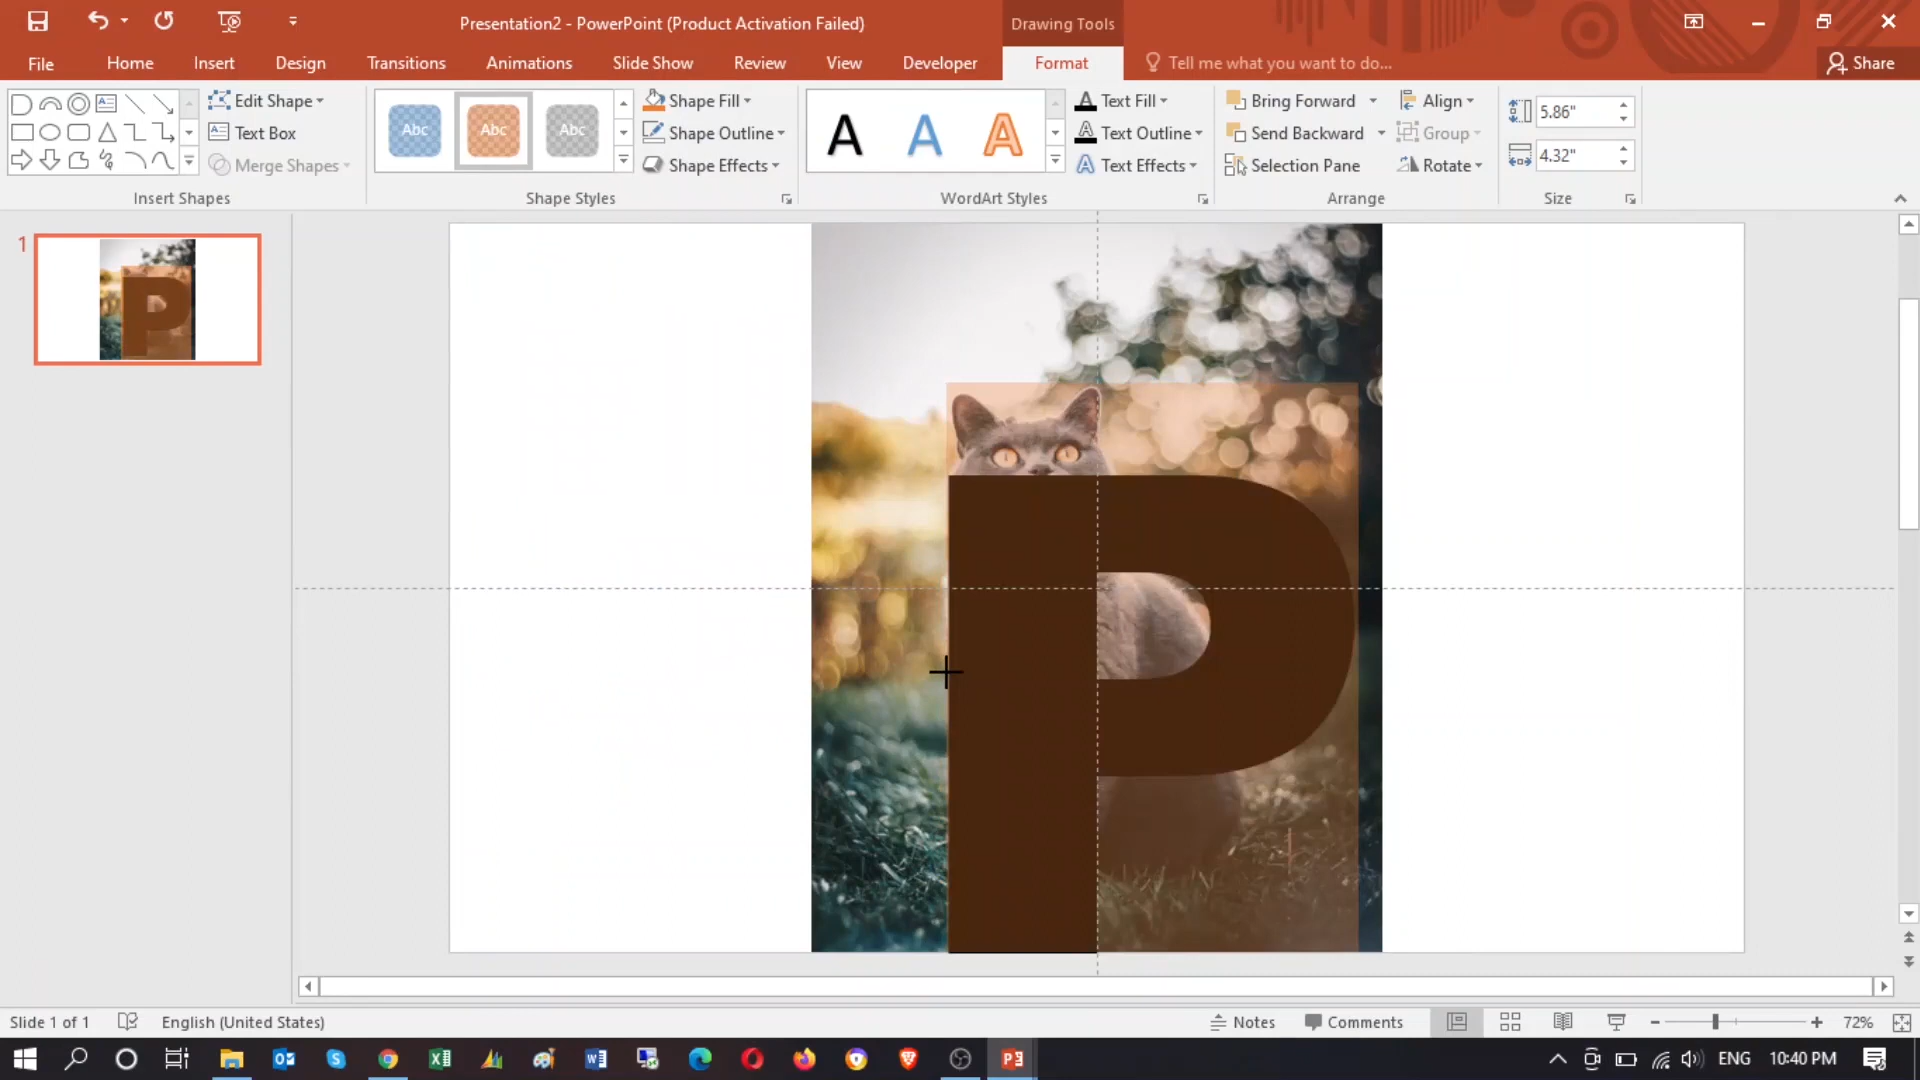 Presentation2 - PowerPoint (Product Activation Failed)
Drawing Tools
File
Home
Insert
Design
Transitions
Animations
Slide Show
Review
View
Developer
Format
Tell me what you want to do...
Share
Edit Shape
Text Box
Merge Shapes
Insert Shapes
Abc
Abc
Abc
Shape Fill
Shape Outline
Shape Effects
Shape Styles
A
A
A
Text Fill
Text Outline
Text Effects
WordArt Styles
Bring Forward
Send Backward
Selection Pane
Align
Group
Rotate
Arrange
5.86"
4.32"
Size
1
P
P
Slide 1 of 1
English (United States)
Notes
Comments
72%
ENG
10:40 PM